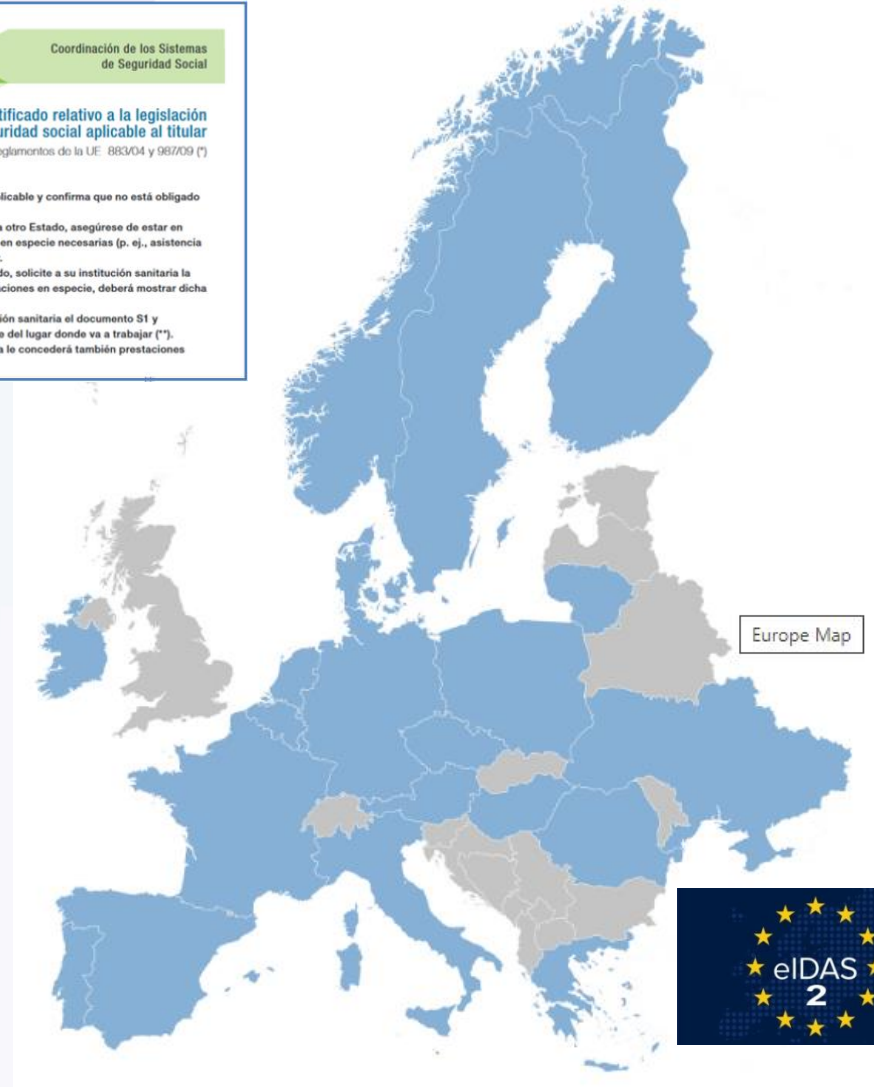 Coordinación de los Sistemas
de Seguridad Social
tificado relativo a la legislación
uridad social aplicable al titular
eglamentos de la UE 883/04 y 987/09 (*)
licable y confirma que no está obligado
a otro Estado, asegúrese de estar en
en especie necesarias (p. ej., asistencia
do, solicite a su institución sanitaria la
aciones en especie, deberá mostrar dicha
ión sanitaria el documento S1 y
e del lugar donde va a trabajar (**).
a le concederá también prestaciones
Europe Map
eIDAS
2